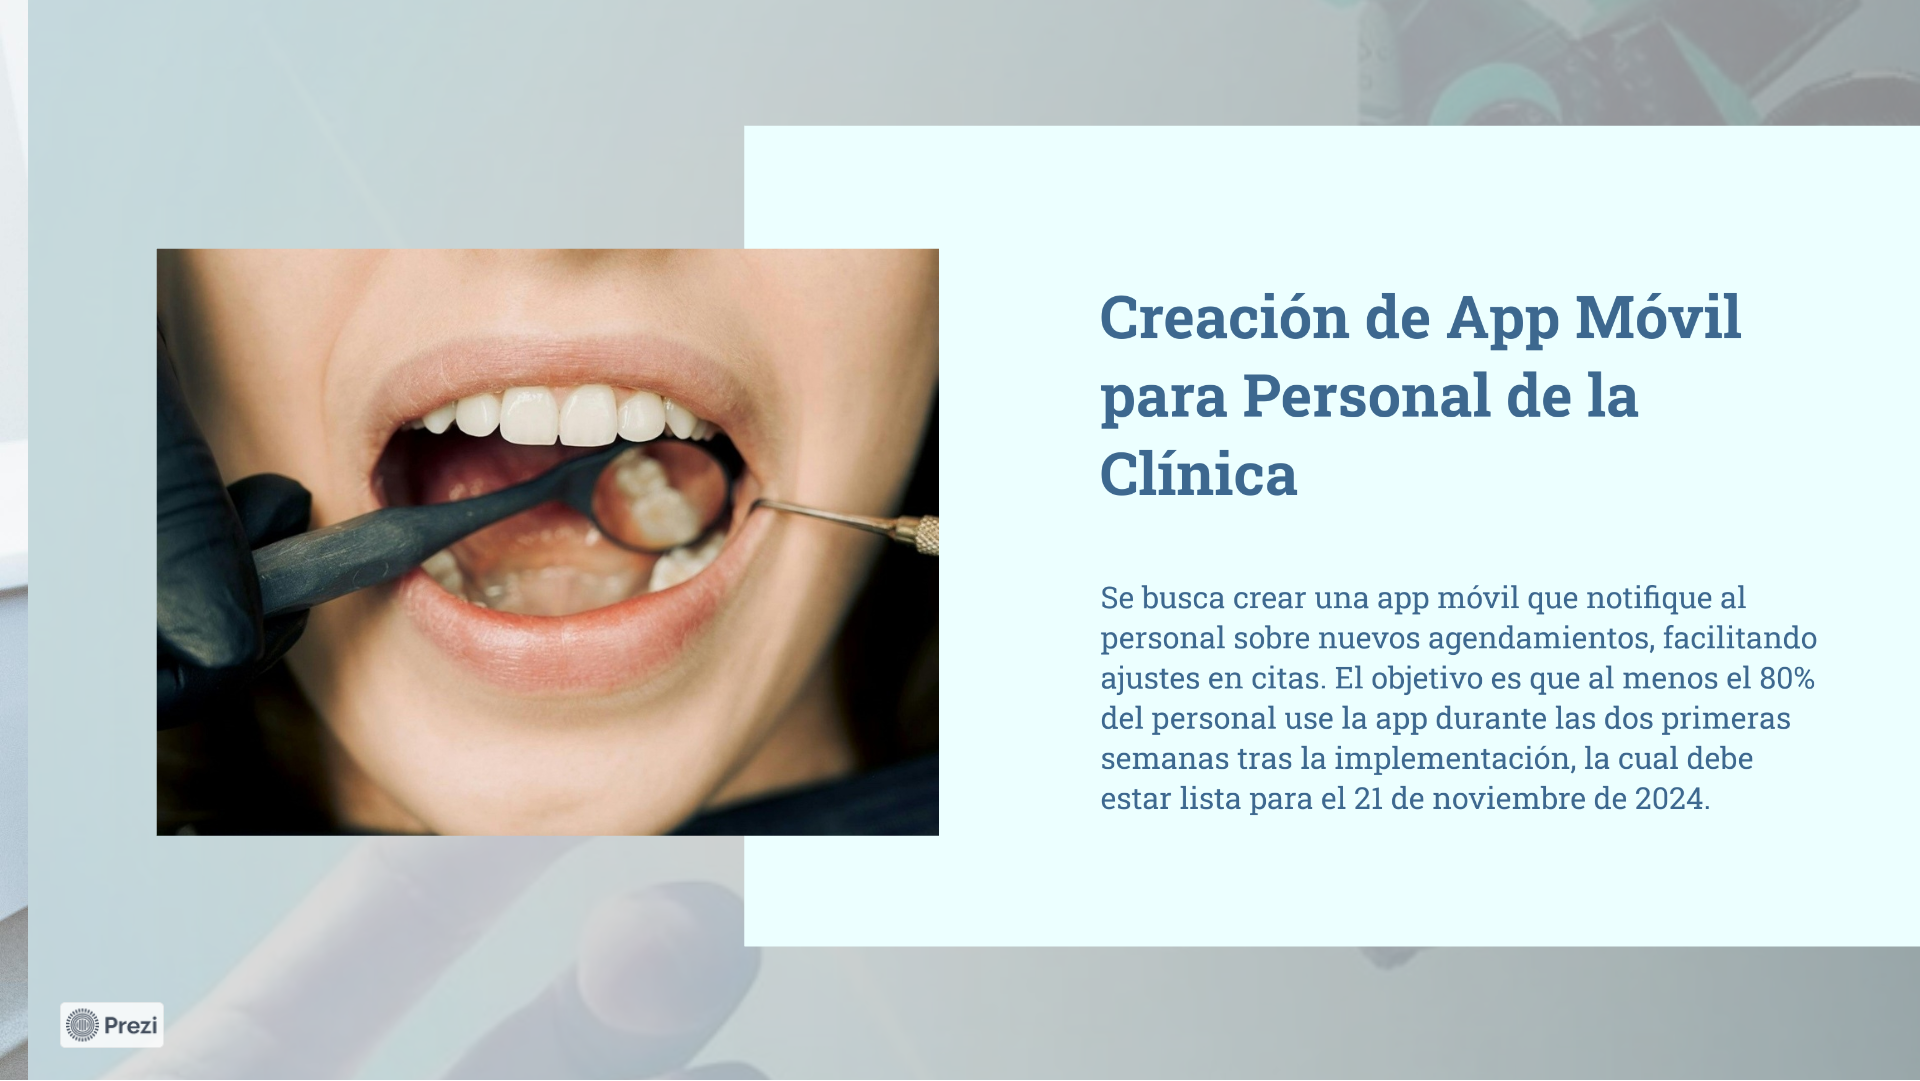 Creación de App Móvil
para Personal de la
Clínica
Se busca crear una app móvil que notifique al
personal sobre nuevos agendamientos, facilitando
ajustes en citas. El objetivo es que al menos el 80%
del personal use la app durante las dos primeras
semanas tras la implementación, la cual debe
estar lista para el 21 de noviembre de 2024.
Prezi